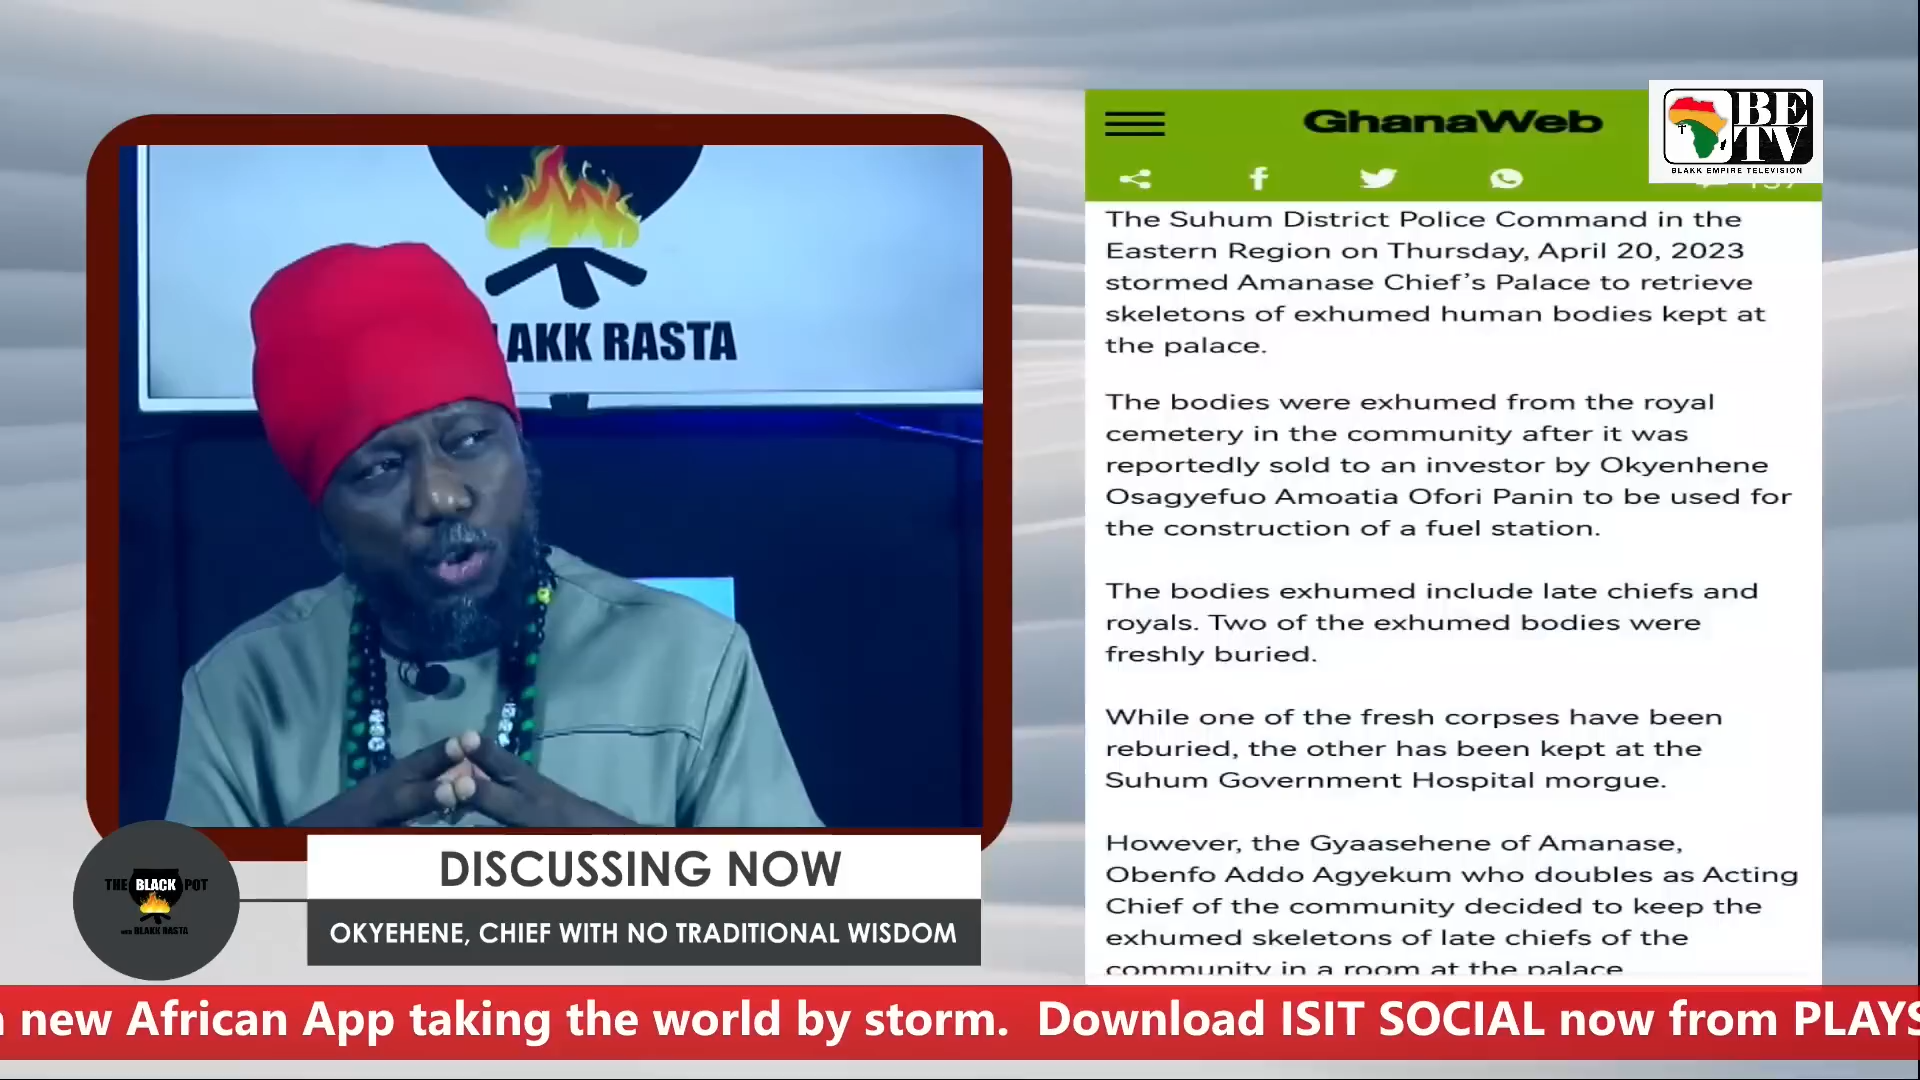 LAKK RASTA
THE BLACK POT
WITH BLAKK RASTA
DISCUSSING NOW
OKYEHENE, CHIEF WITH NO TRADITIONAL WISDOM
GhanaWeb
BE
TV
BLAKK EMPIRE TELEVISION
The Suhum District Police Command in the
Eastern Region on Thursday, April 20, 2023
stormed Amanase Chief’s Palace to retrieve
skeletons of exhumed human bodies kept at
the palace.
The bodies were exhumed from the royal
cemetery in the community after it was
reportedly sold to an investor by Okyenhene
Osagyefuo Amoatia Ofori Panin to be used for
the construction of a fuel station.
The bodies exhumed include late chiefs and
royals. Two of the exhumed bodies were
freshly buried.
While one of the fresh corpses have been
reburied, the other has been kept at the
Suhum Government Hospital morgue.
However, the Gyaasehene of Amanase,
Obenfo Addo Agyekum who doubles as Acting
Chief of the community decided to keep the
exhumed skeletons of late chiefs of the
community in a room at the palace
new African App taking the world by storm. Download ISIT SOCIAL now from PLAYS